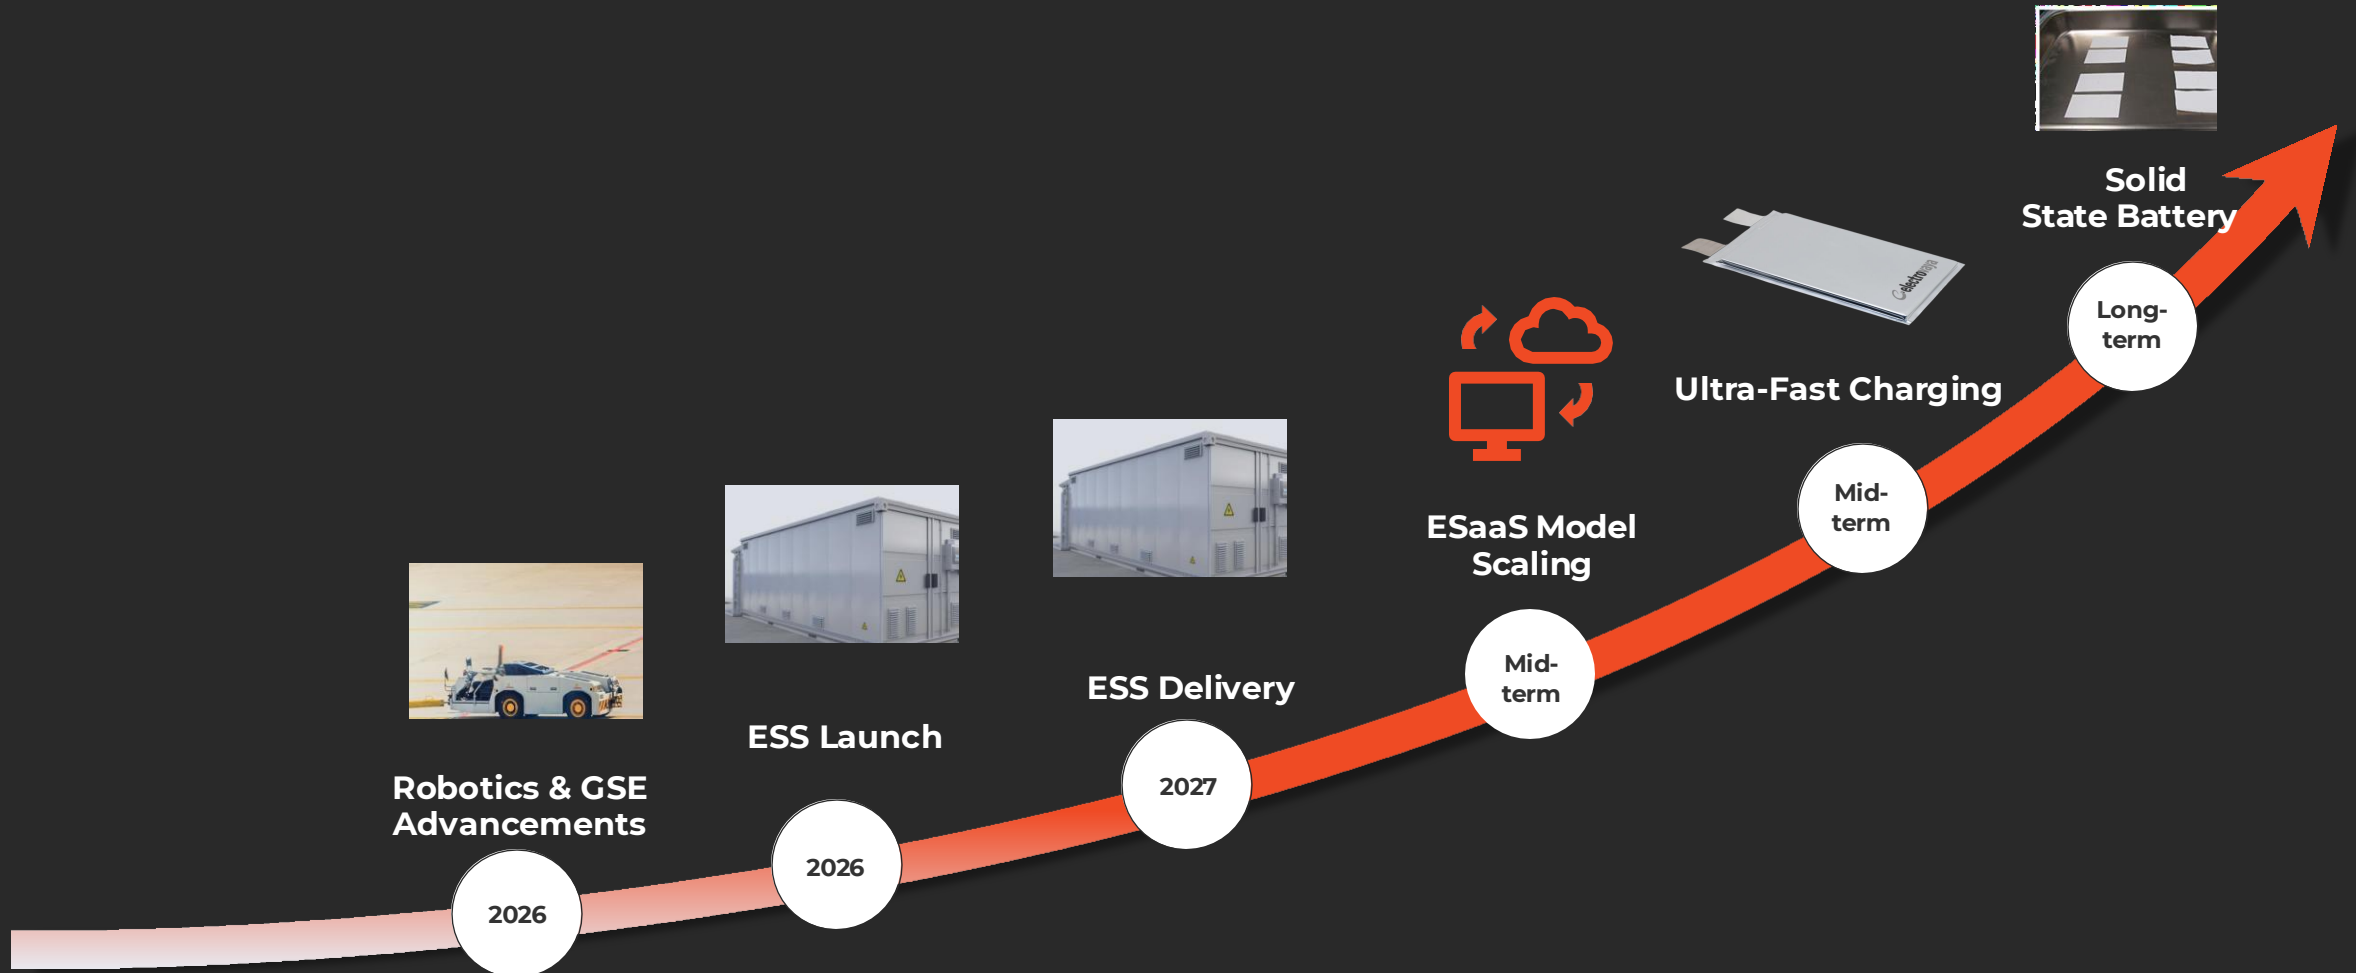 Solid
State Battery
Long-
term
electrovaya
Ultra-Fast Charging
Mid-
term
ESaaS Model
Scaling
Mid-
term
ESS Delivery
2027
ESS Launch
2026
Robotics & GSE
Advancements
2026